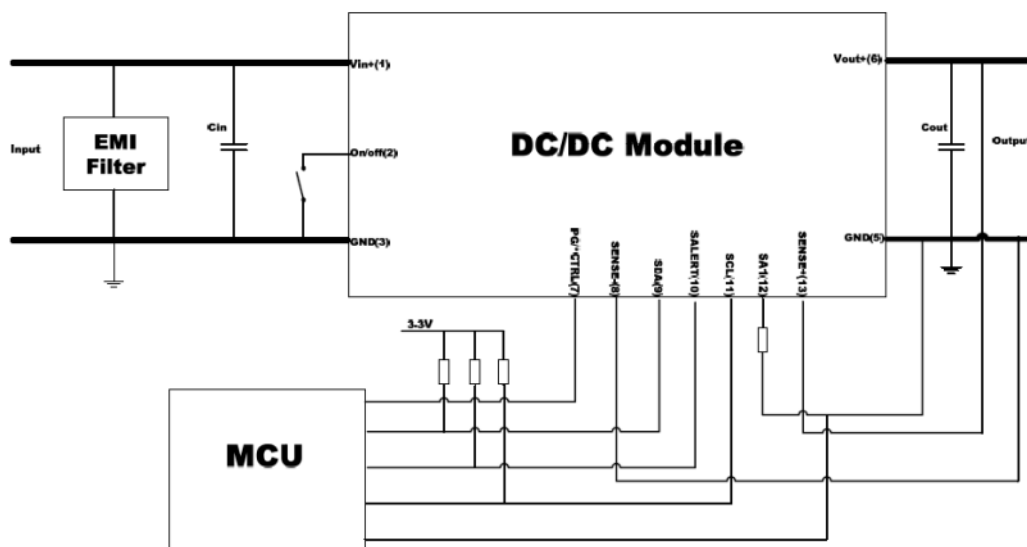 Vin+(1)
Vout+(6)
EMI
Filter
Input
Cin
On/off(2)
DC/DC Module
Cout
Output
GND(3)
GND(5)
PG/*CTRL(7)
SENSE-(8)
SDA(9)
SALERT(10)
SCL(11)
SA1(12)
SENSE+(13)
3-3V
MCU